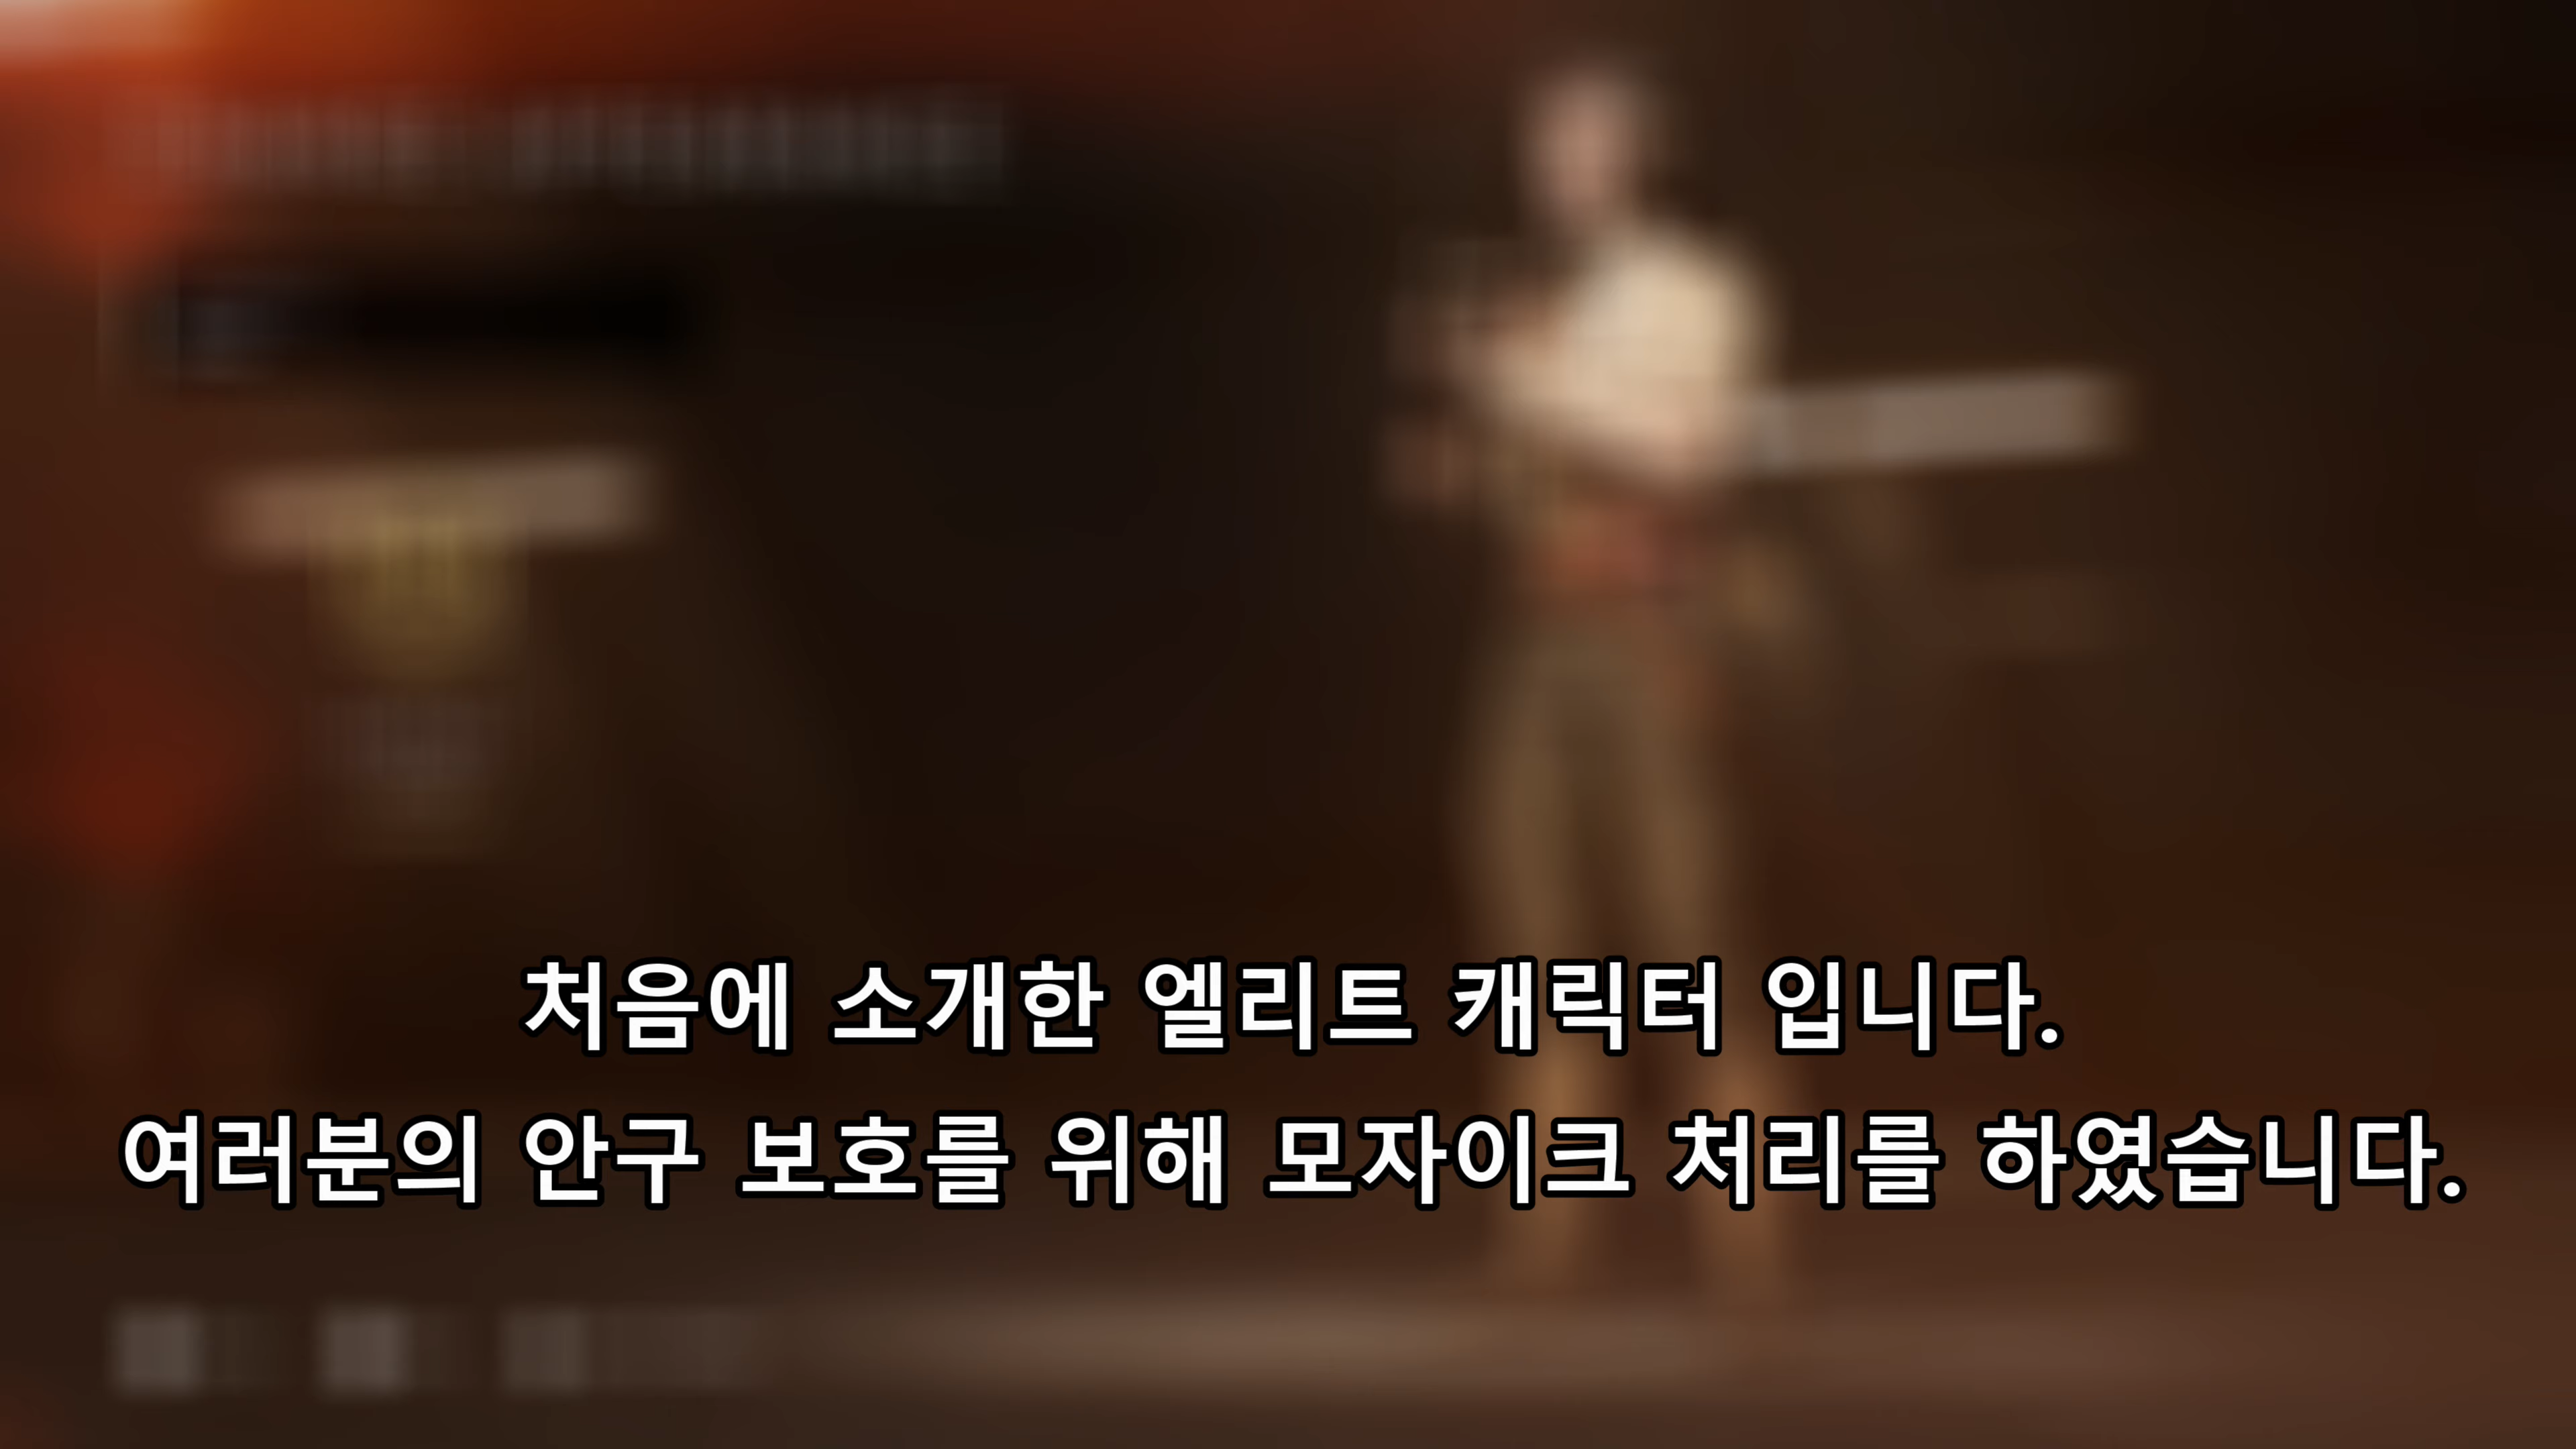 처음에 소개한 엘리트 캐릭터 입니다.
여러분의 안구 보호를 위해 모자이크 처리를 하였습니다.